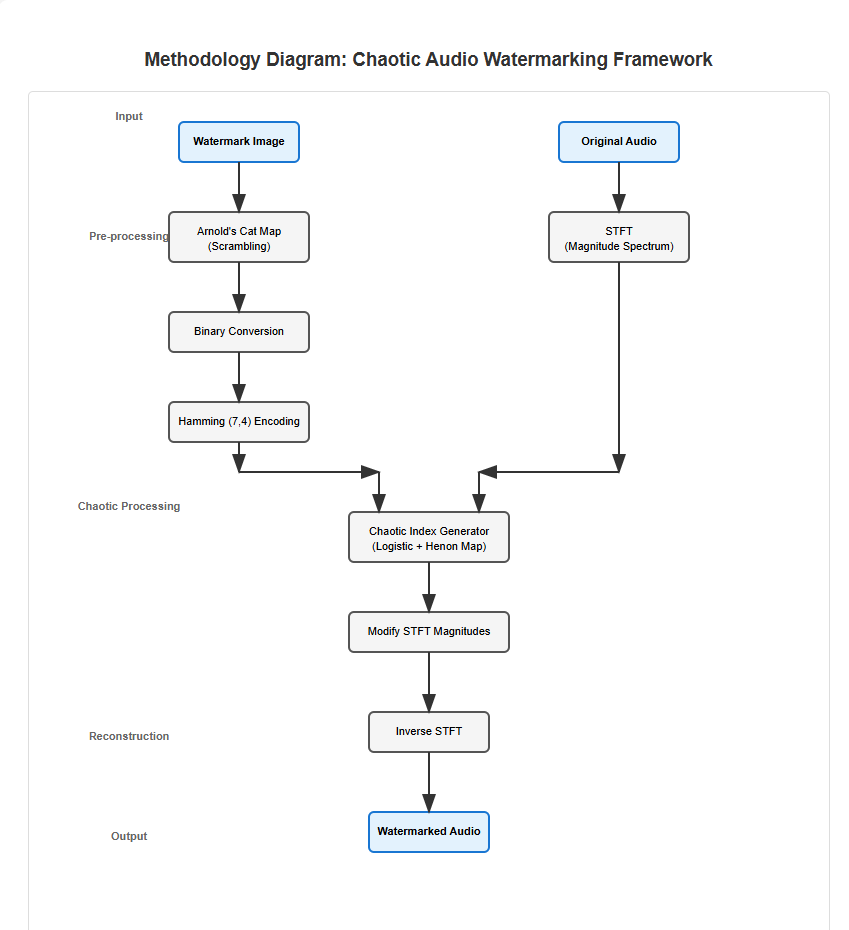 Methodology Diagram: Chaotic Audio Watermarking Framework
Input
Watermark Image
Original Audio
Pre-processing
Arnold's Cat Map
(Scrambling)
STFT
(Magnitude Spectrum)
Binary Conversion
Hamming (7,4) Encoding
Chaotic Processing
Chaotic Index Generator
(Logistic + Henon Map)
Modify STFT Magnitudes
Reconstruction
Inverse STFT
Output
Watermarked Audio